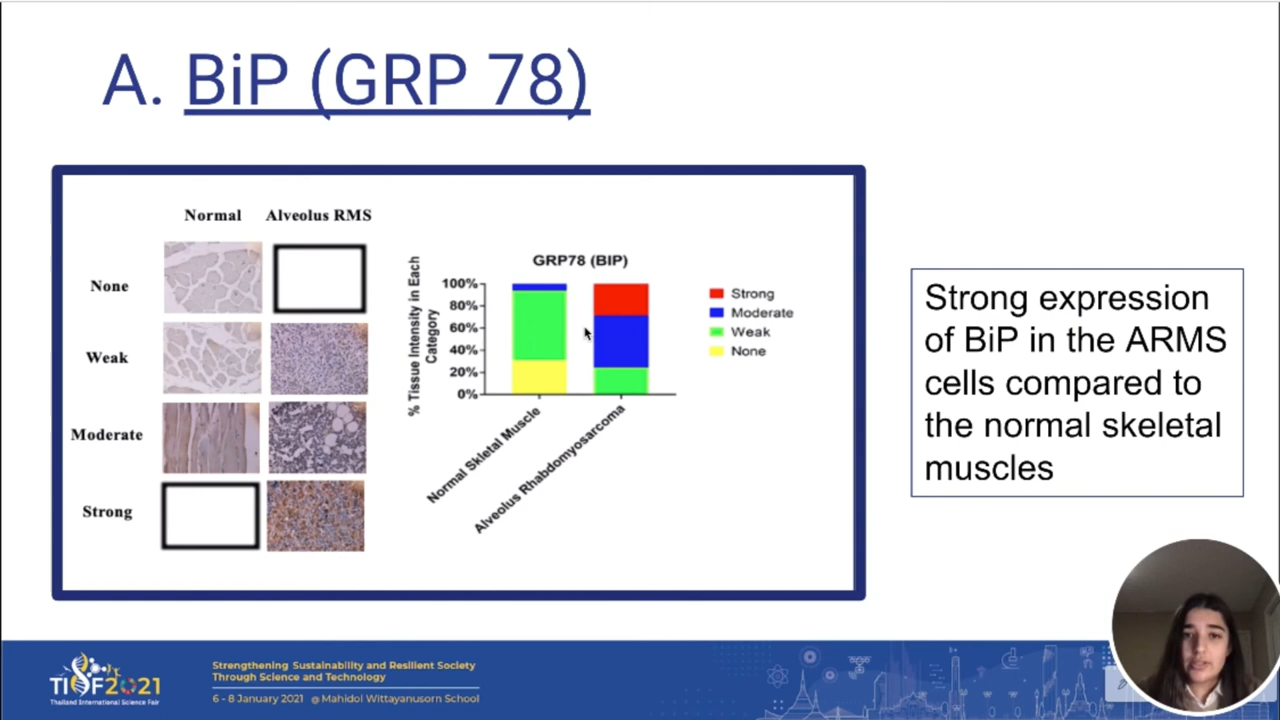 A. BiP (GRP 78)
Normal Alveolus RMS
None
Weak
Moderate
Strong
GRP78 (BIP)
% Tissue Intensity in Each
Category
100%
80%
60%
40%
20%
0%
Normal Skletal Muscle
Alveolus Rhabdomyosarcoma
Strong
Moderate
Weak
None
Strong expression
of BiP in the ARMS
cells compared to
the normal skeletal
muscles
TISF2021
Thailand International Science Fair
Strengthening Sustainability and Resilient Society
Through Science and Technology
6 - 8 January 2021 @ Mahidol Wittayanusorn School